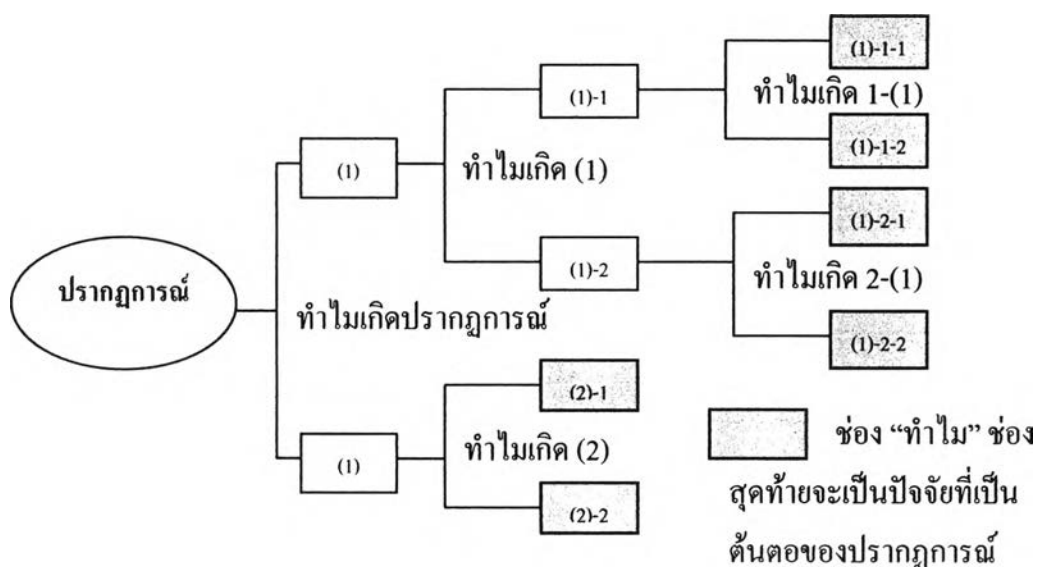 (1)-1-1
(1)-1
ทำไมเกิด 1-(1)
(1)-1-2
(1)
ทำไมเกิด (1)
(1)-2-1
(1)-2
ทำไมเกิด 2-(1)
ปรากฏการณ์
ทำไมเกิดปรากฏการณ์
(1)-2-2
(2)-1
ทำไมเกิด (2)
(1)
(2)-2
ช่อง “ทำไม” ช่อง
สุดท้ายจะเป็นปัจจัยที่เป็น
ต้นตอของปรากฏการณ์